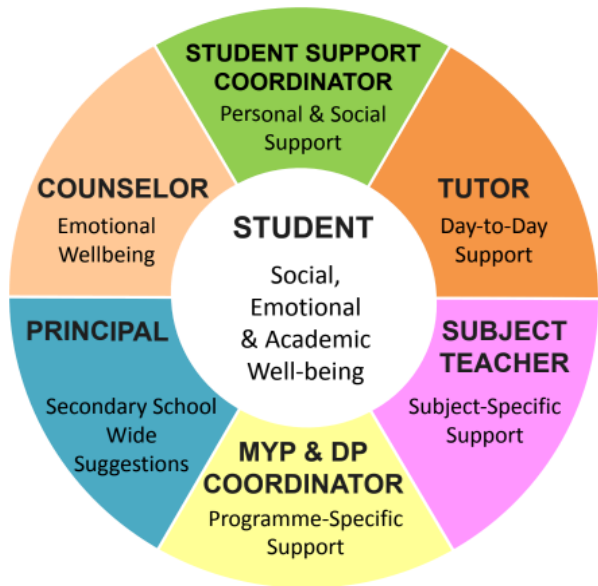 STUDENT SUPPORT
COORDINATOR
Personal & Social
Support
TUTOR
Day-to-Day
Support
SUBJECT
TEACHER
Subject-Specific
Support
MYP & DP
COORDINATOR
Programme-Specific
Support
PRINCIPAL
Secondary School
Wide
Suggestions
COUNSELOR
Emotional
Wellbeing
STUDENT
Social,
Emotional
& Academic
Well-being